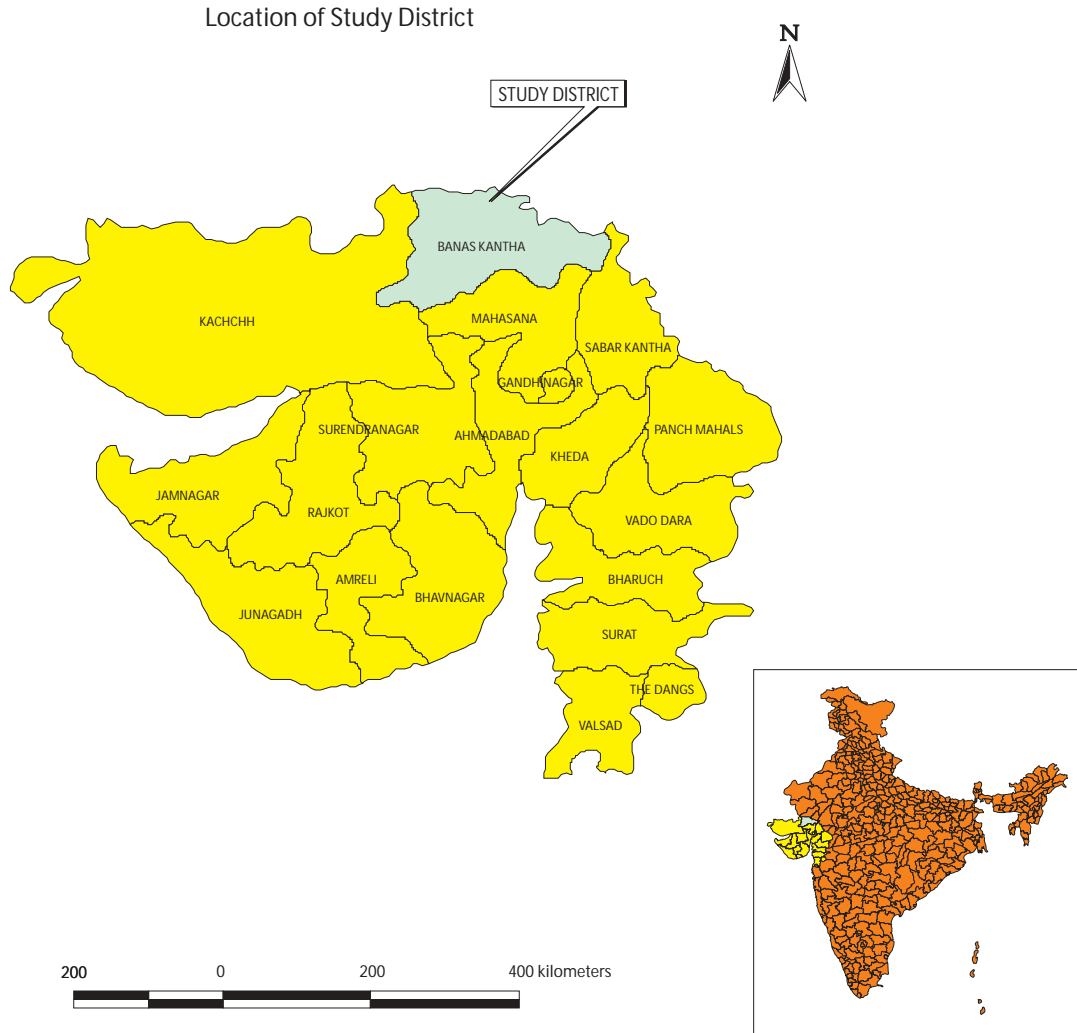 Location of Study District
N
STUDY DISTRICT
BANAS KANTHA
KACHCHH
MAHASANA
SABAR KANTHA
GANDHINAGAR
SURENDRANAGAR
AHMADABAD
PANCH MAHALS
KHEDA
JAMNAGAR
RAJKOT
VADO DARA
AMRELI
BHARUCH
BHAVNAGAR
JUNAGADH
SURAT
THE DANGS
VALSAD
200 0 200 400 kilometers